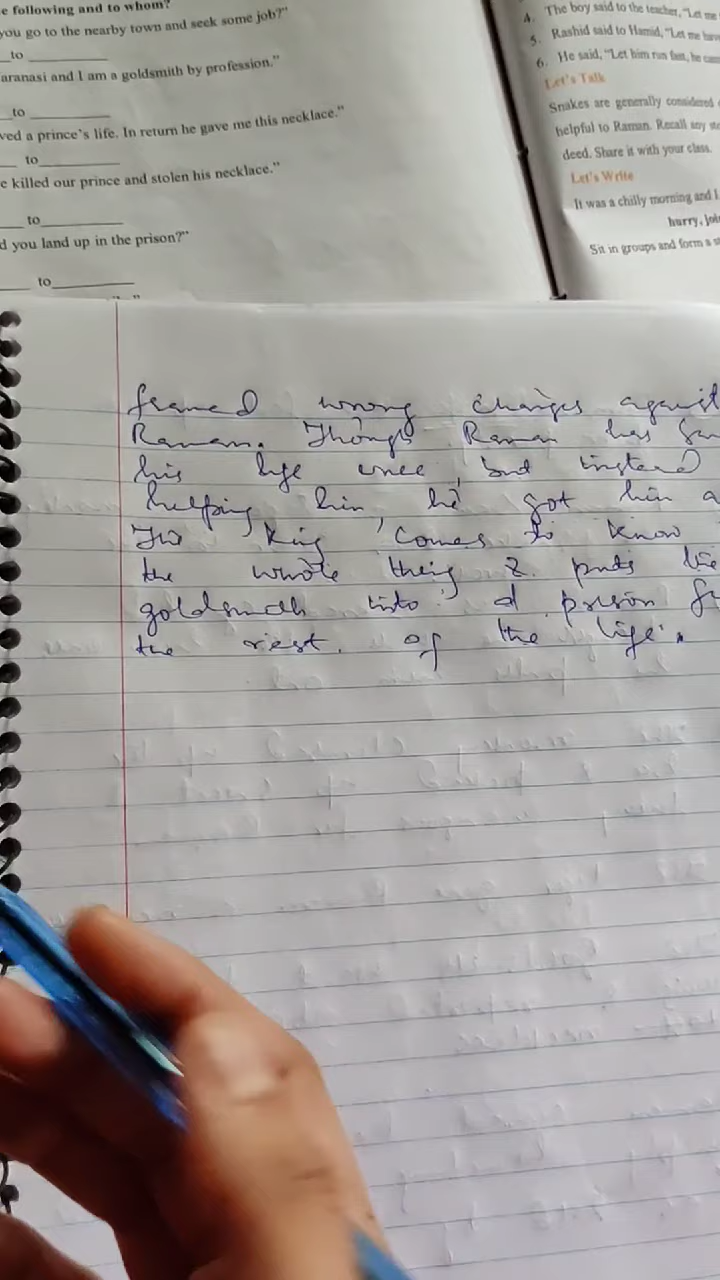 e following and to whom?
you go to the nearby town and seek some job?"
to
aranasi and I am a goldsmith by profession."
to
ved a prince's life. In return he gave me this necklace."
to
e killed our prince and stolen his necklace."
to
d you land up in the prison?"
to
4. The boy said to the teacher, "Let me
5. Rashid said to Hamid, "Let me have
6. He said, "Let him run fast, he can
Let's Talk
Snakes are generally considered
helpful to Raman. Recall any
deed. Share it with your class.
Let's Write
It was a chilly morning and I
hurry,
Sit in groups and form a
framed wrong charges against
Raman. Though Raman has
his life once, but instead
helping him he got him
The King comes to know
the whole thing & puts the
goldsmith into a prison
the rest of the life.